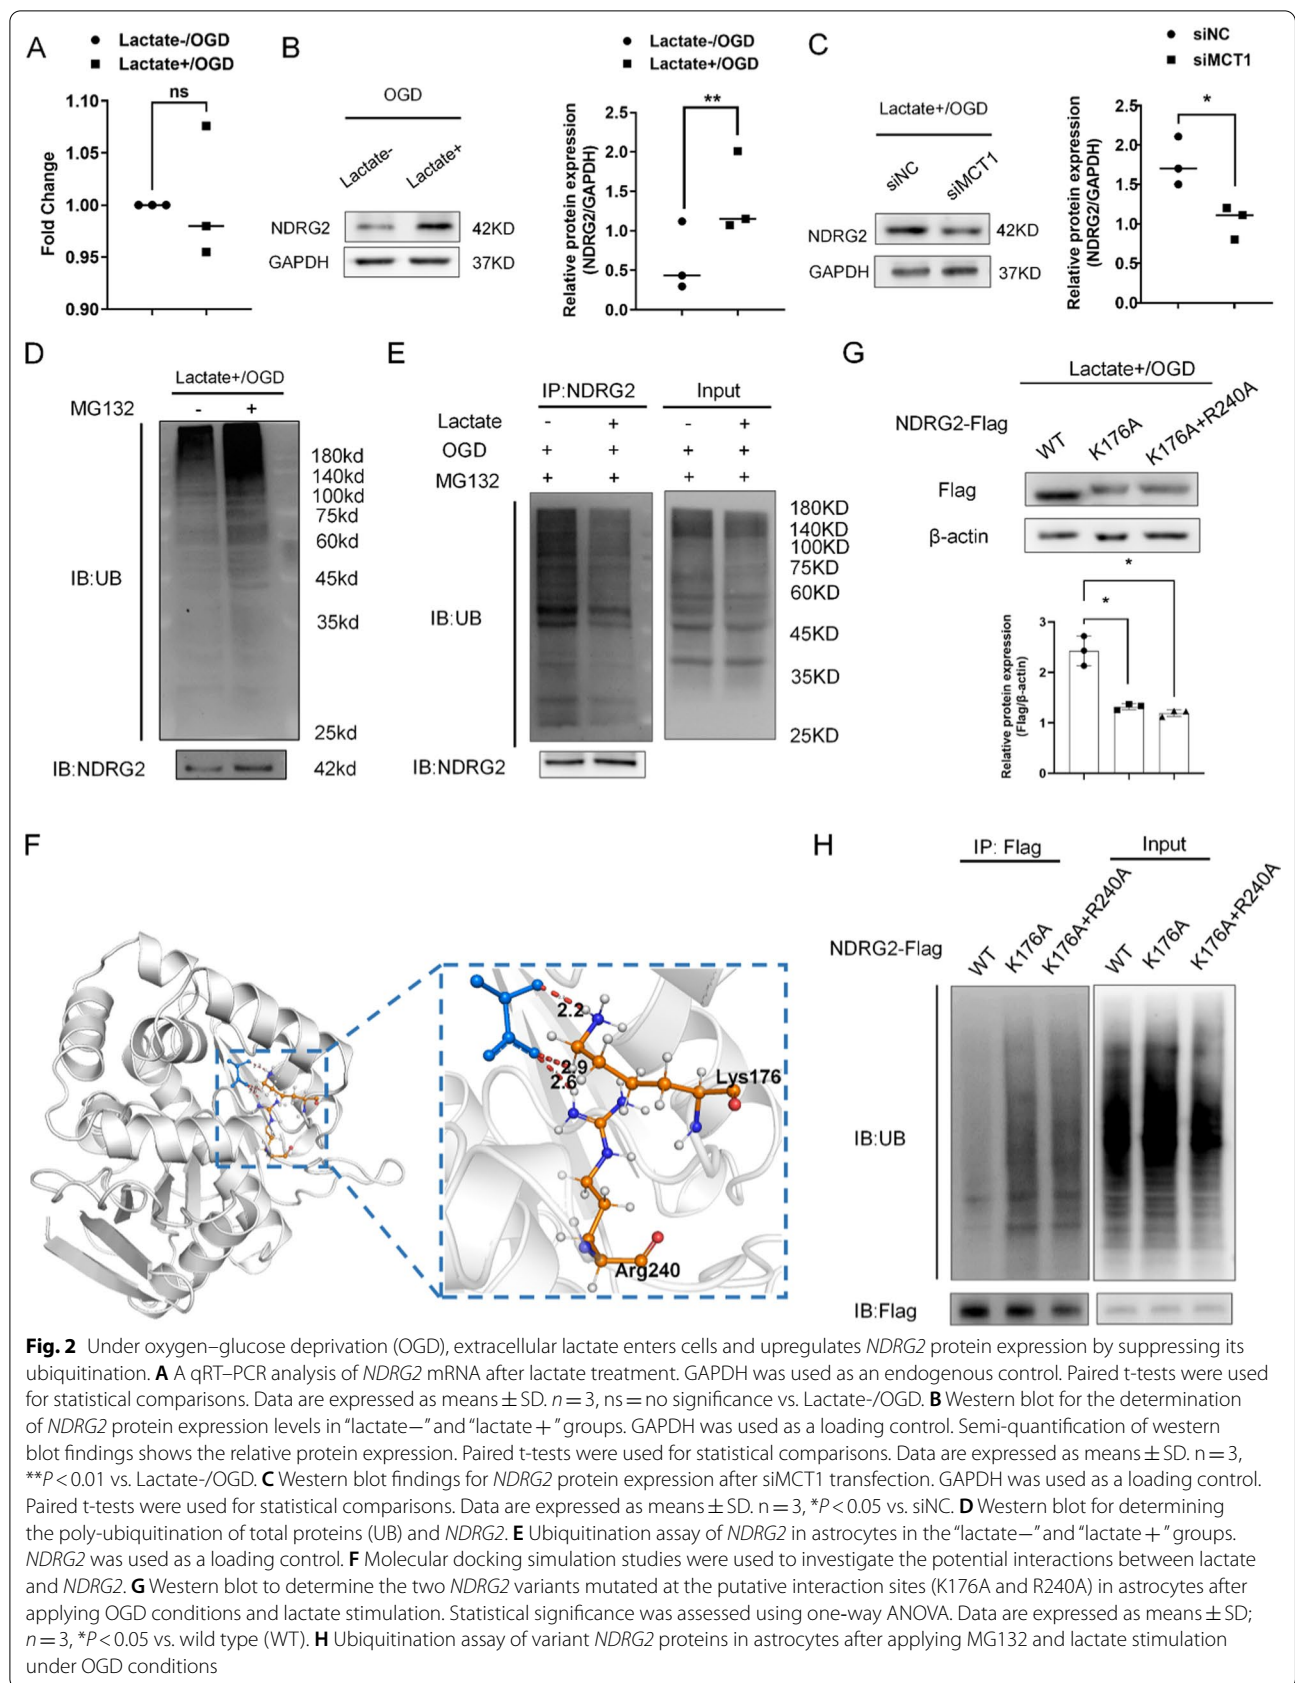 A
Lactate-/OGD
Lactate+/OGD
ns
Fold Change
1.10
1.05
1.00
0.95
0.90
B
OGD
Lactate-
Lactate+
NDRG2
42KD
GAPDH
37KD
Lactate-/OGD
Lactate+/OGD
**
Relative protein expression
(NDRG2/GAPDH)
2.5
2.0
1.5
1.0
0.5
0.0
C
Lactate+/OGD
siNC
siMCT1
NDRG2
42KD
GAPDH
37KD
siNC
siMCT1
*
Relative protein expression
(NDRG2/GAPDH)
2.5
2.0
1.5
1.0
0.5
0.0
D
Lactate+/OGD
MG132
-
+
180kd
140kd
100kd
75kd
60kd
45kd
35kd
25kd
IB:UB
IB:NDRG2
42kd
E
IP:NDRG2
Input
Lactate
- + - +
OGD
+ + + +
MG132
+ + + +
180KD
140KD
100KD
75KD
60KD
45KD
35KD
25KD
IB:UB
IB:NDRG2
G
Lactate+/OGD
NDRG2-Flag
WT
K176A
K176A+R240A
Flag
β-actin
*
*
Relative protein expression
(Flag/β-actin)
3
2
1
0
F
2.2
2.9
2.6
Lys176
Arg240
H
IP: Flag
Input
NDRG2-Flag
WT
K176A
K176A+R240A
WT
K176A
K176A+R240A
IB:UB
IB:Flag
Fig. 2 Under oxygen–glucose deprivation (OGD), extracellular lactate enters cells and upregulates NDRG2 protein expression by suppressing its
ubiquitination. A A qRT–PCR analysis of NDRG2 mRNA after lactate treatment. GAPDH was used as an endogenous control. Paired t-tests were used
for statistical comparisons. Data are expressed as means ± SD. n = 3, ns = no significance vs. Lactate-/OGD. B Western blot for the determination
of NDRG2 protein expression levels in “lactate−” and “lactate +” groups. GAPDH was used as a loading control. Semi-quantification of western
blot findings shows the relative protein expression. Paired t-tests were used for statistical comparisons. Data are expressed as means ± SD. n = 3,
**P < 0.01 vs. Lactate-/OGD. C Western blot findings for NDRG2 protein expression after siMCT1 transfection. GAPDH was used as a loading control.
Paired t-tests were used for statistical comparisons. Data are expressed as means ± SD. n = 3, *P < 0.05 vs. siNC. D Western blot for determining
the poly-ubiquitination of total proteins (UB) and NDRG2. E Ubiquitination assay of NDRG2 in astrocytes in the “lactate−” and “lactate +” groups.
NDRG2 was used as a loading control. F Molecular docking simulation studies were used to investigate the potential interactions between lactate
and NDRG2. G Western blot to determine the two NDRG2 variants mutated at the putative interaction sites (K176A and R240A) in astrocytes after
applying OGD conditions and lactate stimulation. Statistical significance was assessed using one-way ANOVA. Data are expressed as means ± SD;
n = 3, *P < 0.05 vs. wild type (WT). H Ubiquitination assay of variant NDRG2 proteins in astrocytes after applying MG132 and lactate stimulation
under OGD conditions